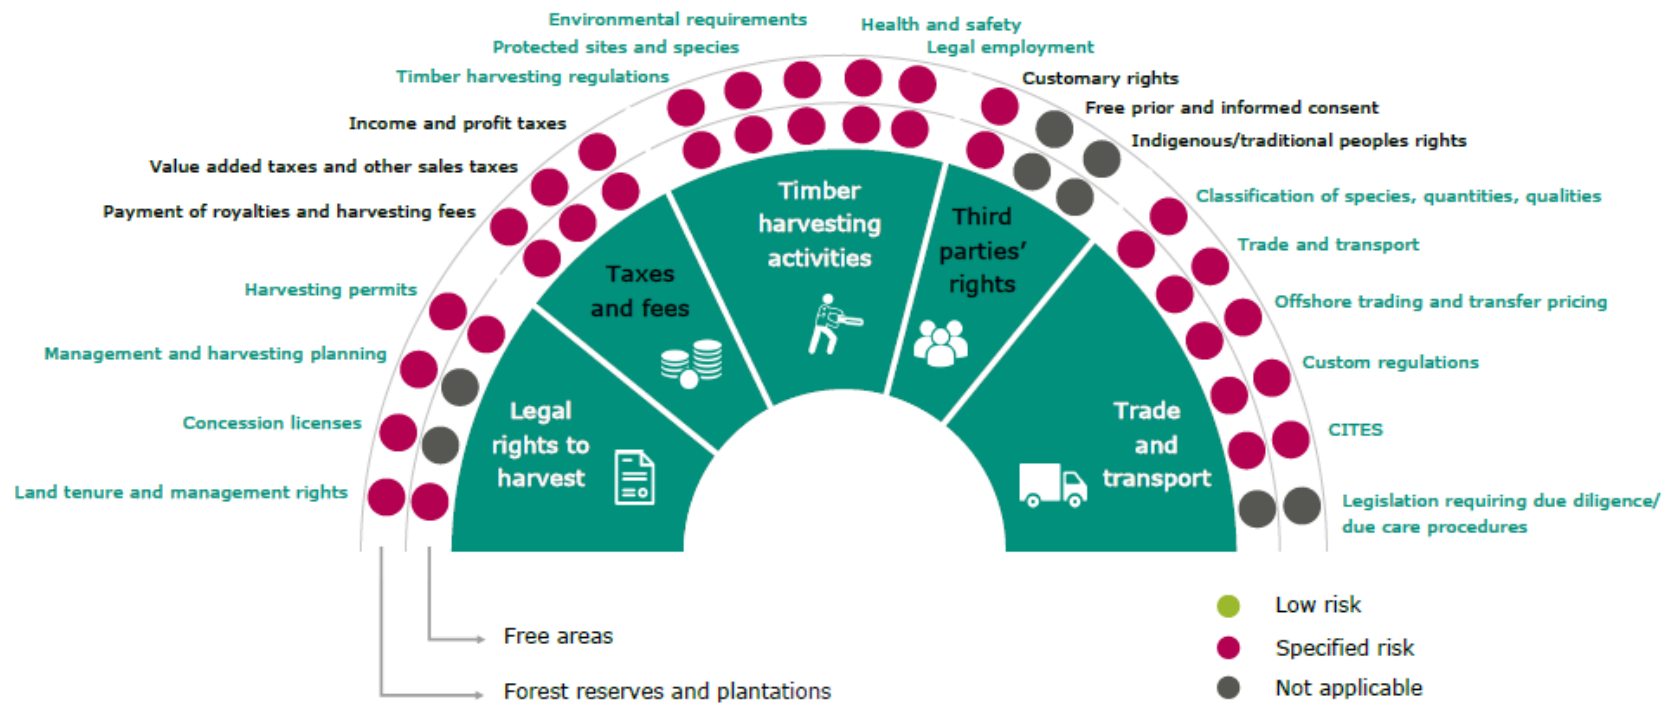 Environmental requirements
Health and safety
Protected sites and species
Legal employment
Timber harvesting regulations
Customary rights
Free prior and informed consent
Income and profit taxes
Indigenous/traditional peoples rights
Value added taxes and other sales taxes
Classification of species, quantities, qualities
Payment of royalties and harvesting fees
Trade and transport
Harvesting permits
Offshore trading and transfer pricing
Management and harvesting planning
Custom regulations
Concession licenses
CITES
Land tenure and management rights
Legislation requiring due diligence/
due care procedures
Legal
rights to
harvest
Taxes
and fees
Timber
harvesting
activities
Third
parties’
rights
Trade
and
transport
Free areas
Forest reserves and plantations
Low risk
Specified risk
Not applicable